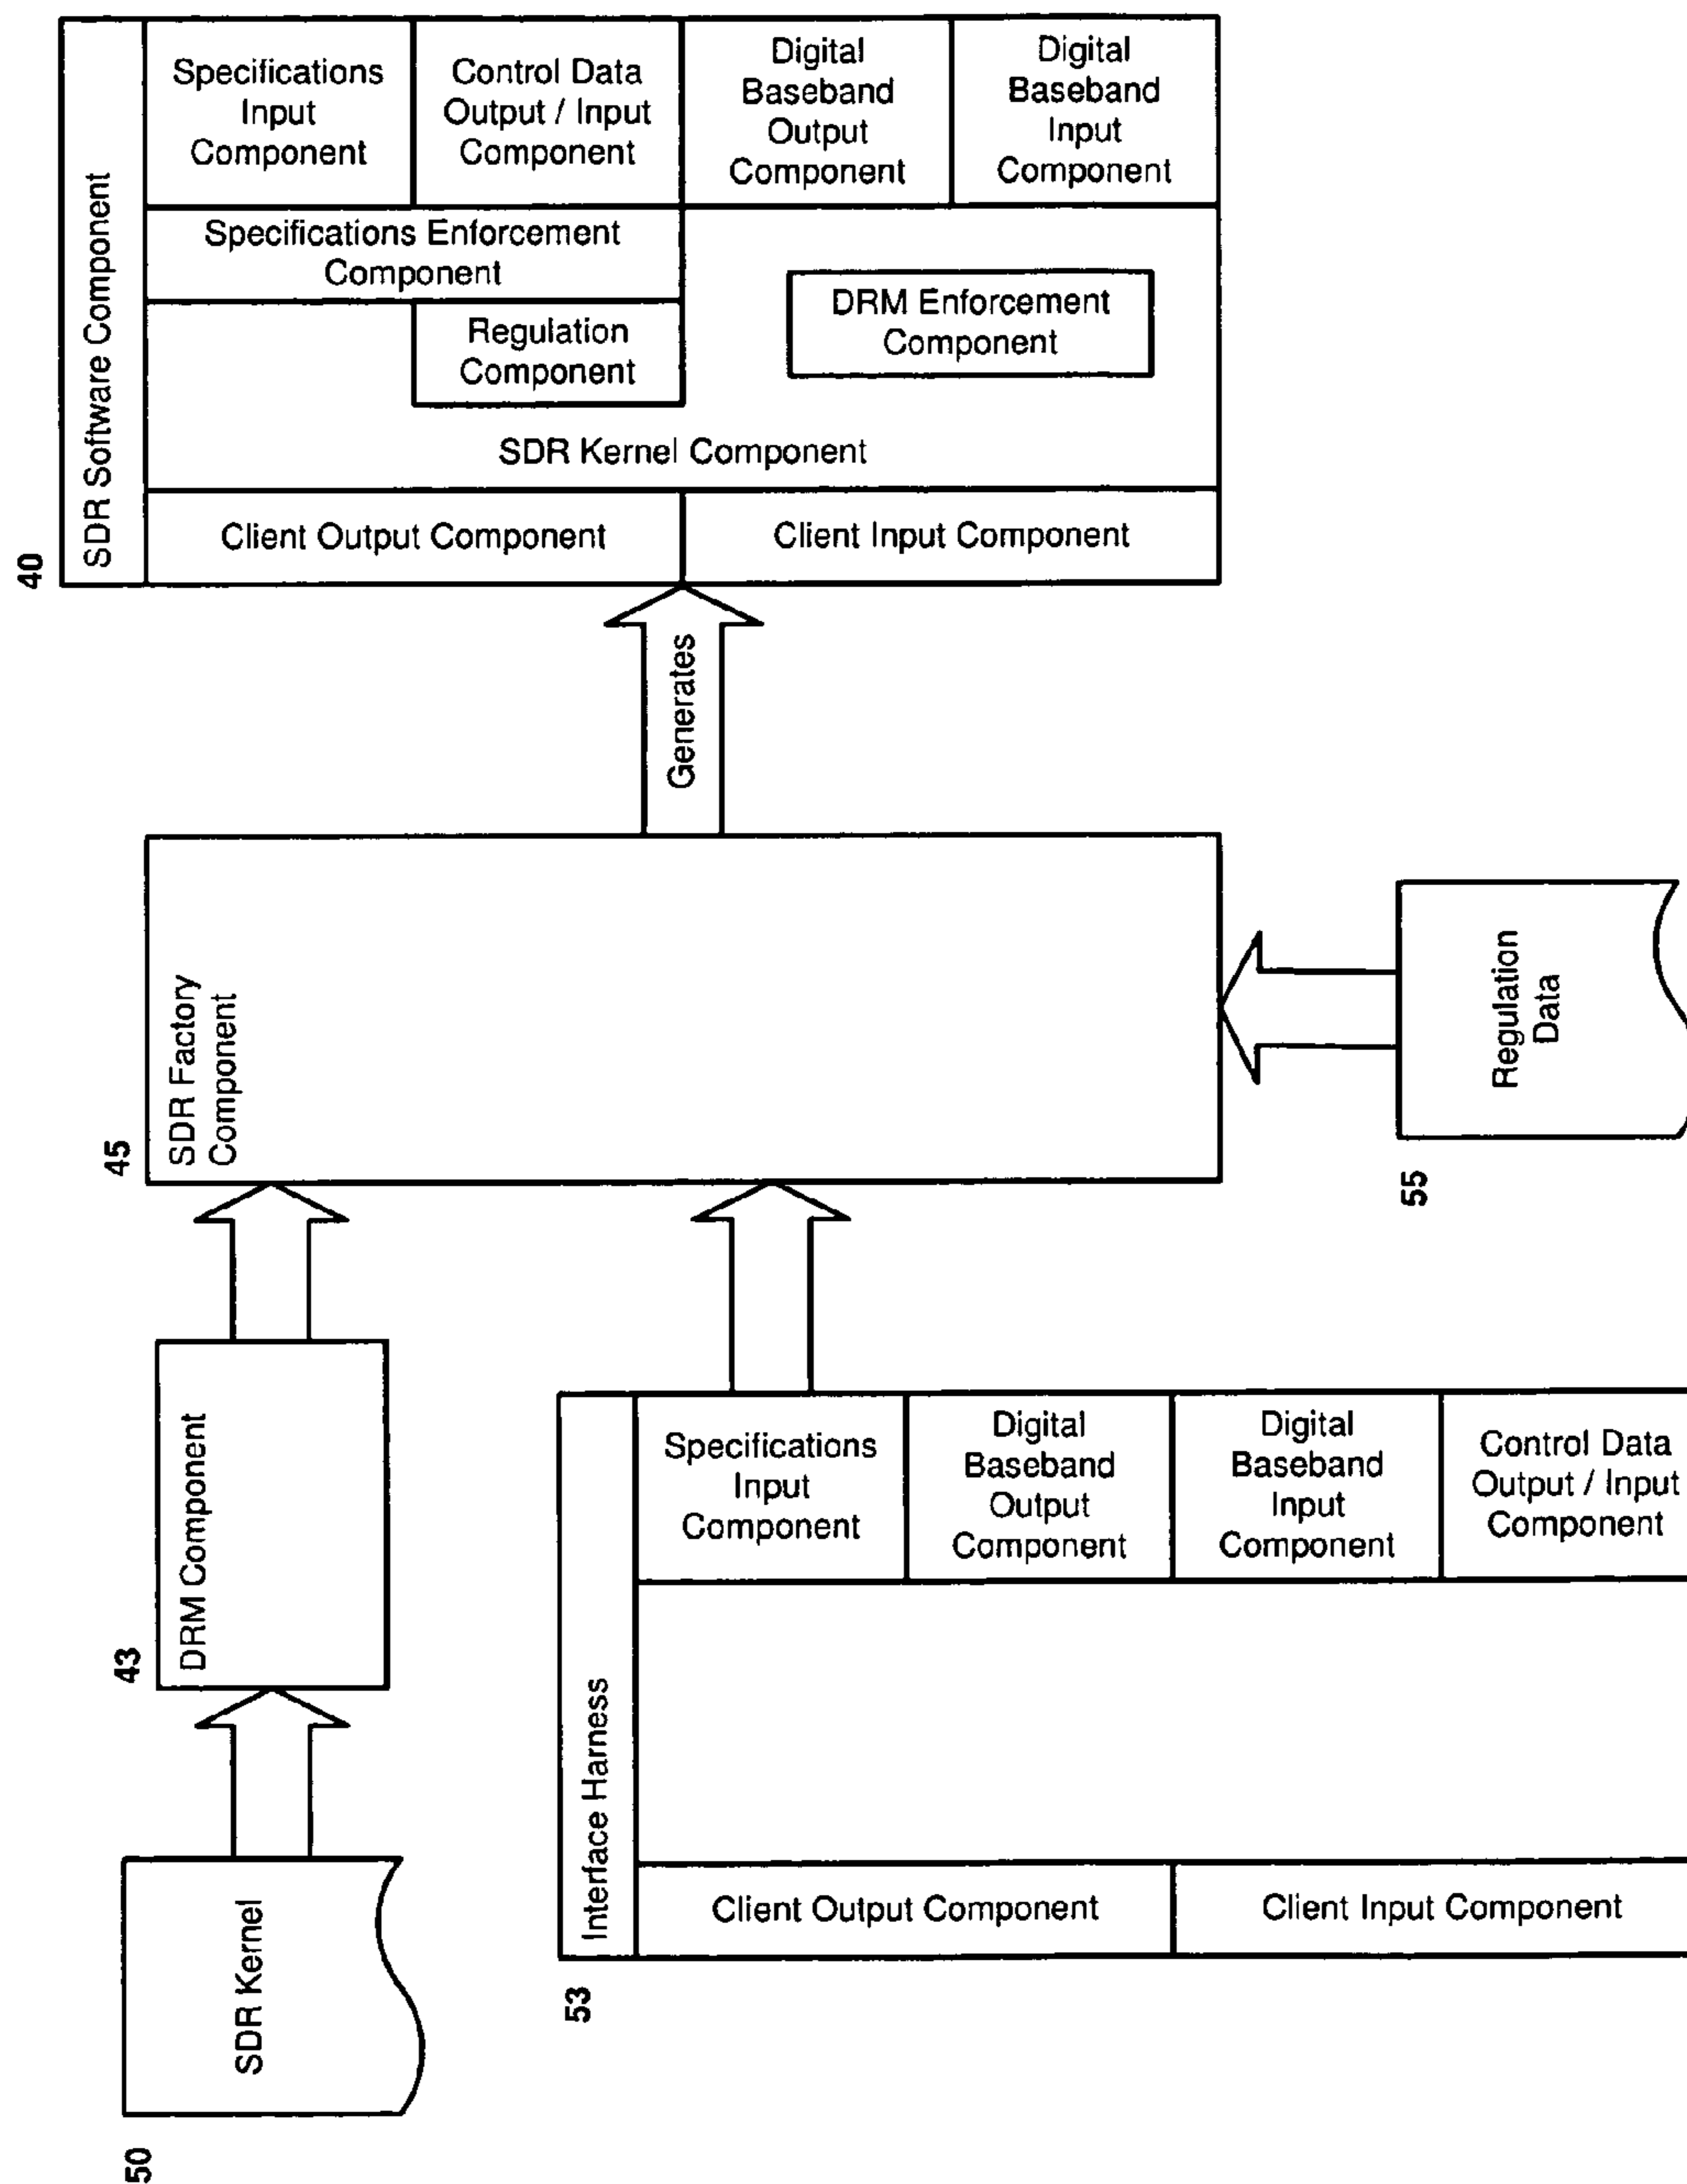 40
SDR Software Component
Specifications
Input
Component
Control Data
Output / Input
Component
Digital
Baseband
Output
Component
Digital
Baseband
Input
Component
Specifications Enforcement
Component
Regulation
Component
DRM Enforcement
Component
SDR Kernel Component
Client Output Component
Client Input Component
Generates
45
SDR Factory
Component
55
Regulation
Data
43
DRM Component
50
SDR Kernel
53
Interface Harness
Specifications
Input
Component
Digital
Baseband
Output
Component
Digital
Baseband
Input
Component
Control Data
Output / Input
Component
Client Output Component
Client Input Component